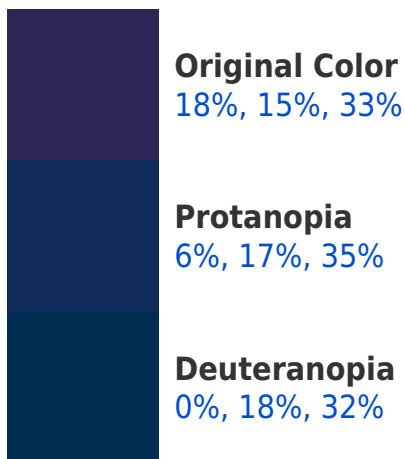 Original Color
18%, 15%, 33%
Protanopia
6%, 17%, 35%
Deuteranopia
0%, 18%, 32%